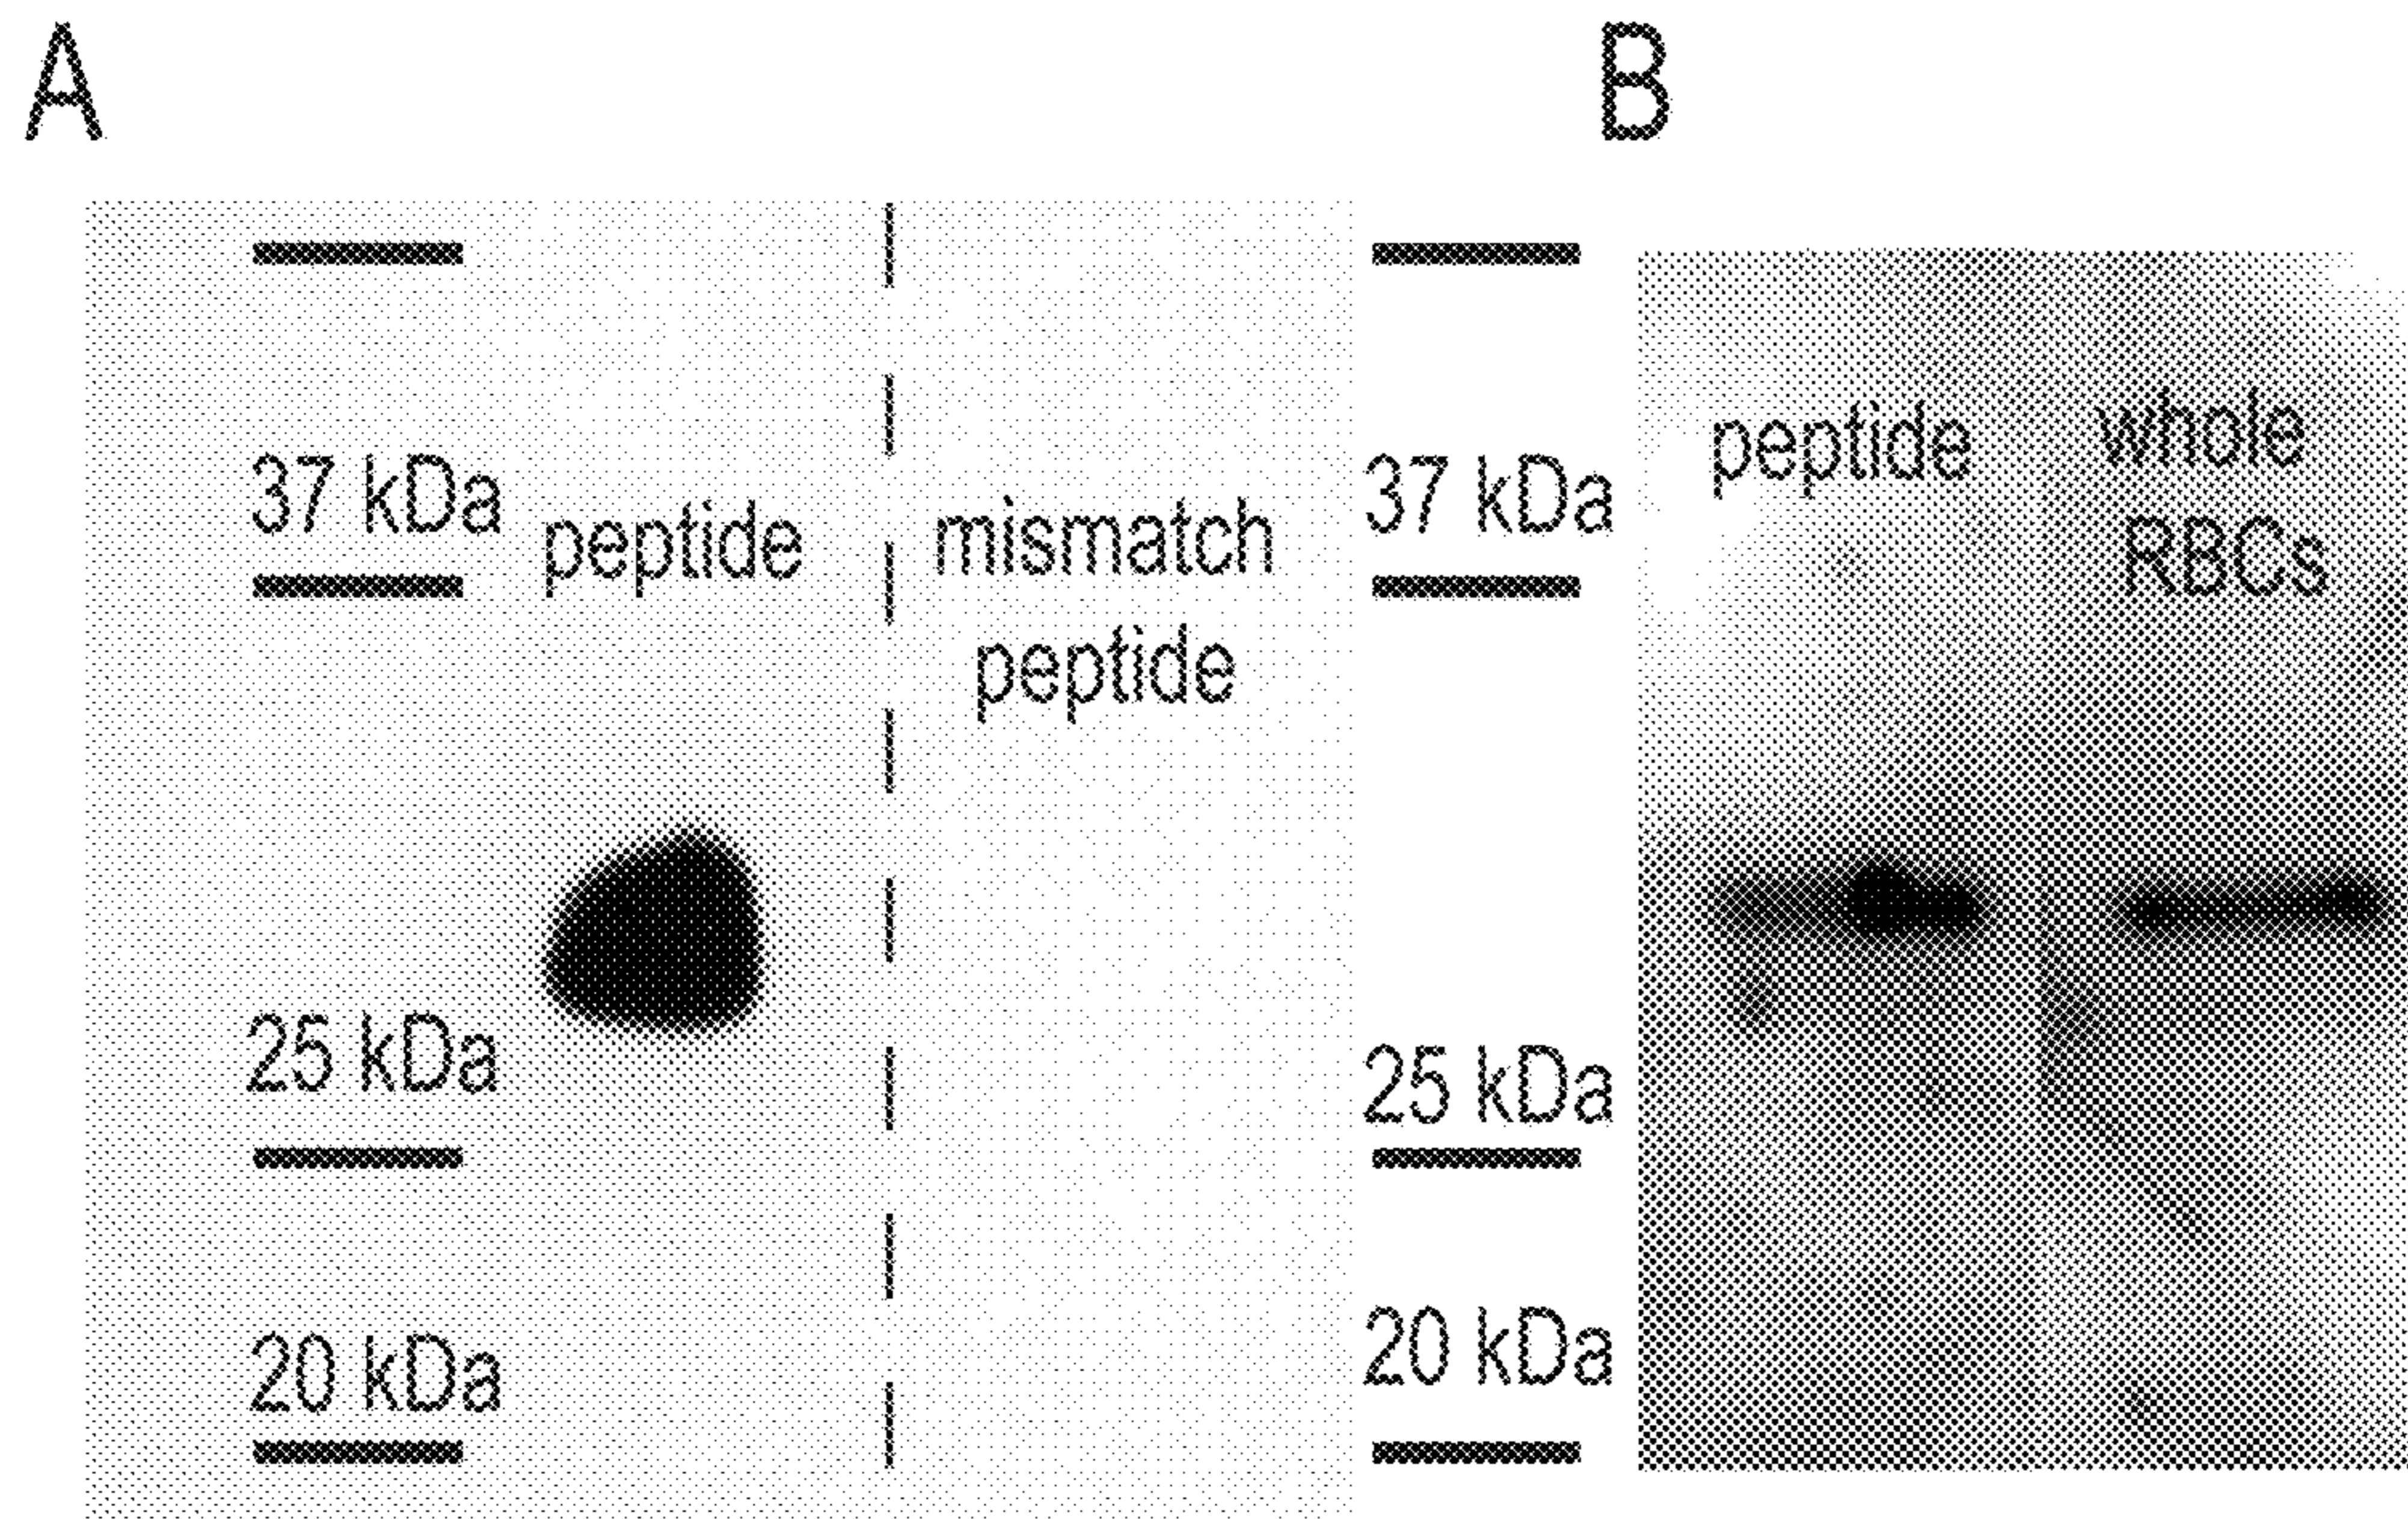 A
37 kDa
peptide
mismatch
peptide
25 kDa
20 kDa
B
37 kDa
peptide
whole
RBCs
25 kDa
20 kDa